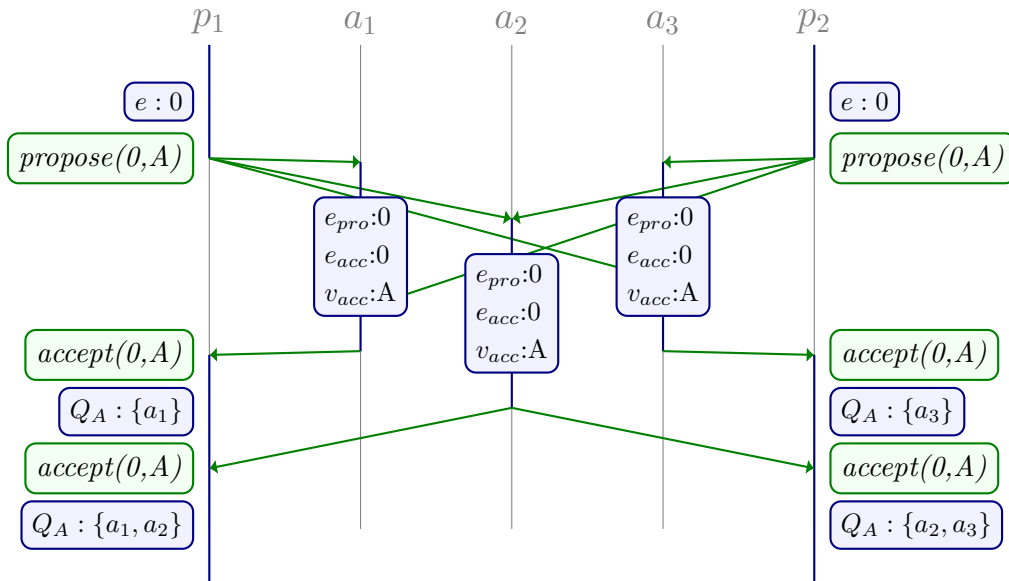 p₁ a₁ a₂ a₃ p₂
e : 0
e : 0
propose(0,A)
propose(0,A)
e_pro:0
e_acc:0
v_acc:A
e_pro:0
e_acc:0
v_acc:A
e_pro:0
e_acc:0
v_acc:A
accept(0,A)
accept(0,A)
Q_A : {a₁}
Q_A : {a₃}
accept(0,A)
accept(0,A)
Q_A : {a₁, a₂}
Q_A : {a₂, a₃}